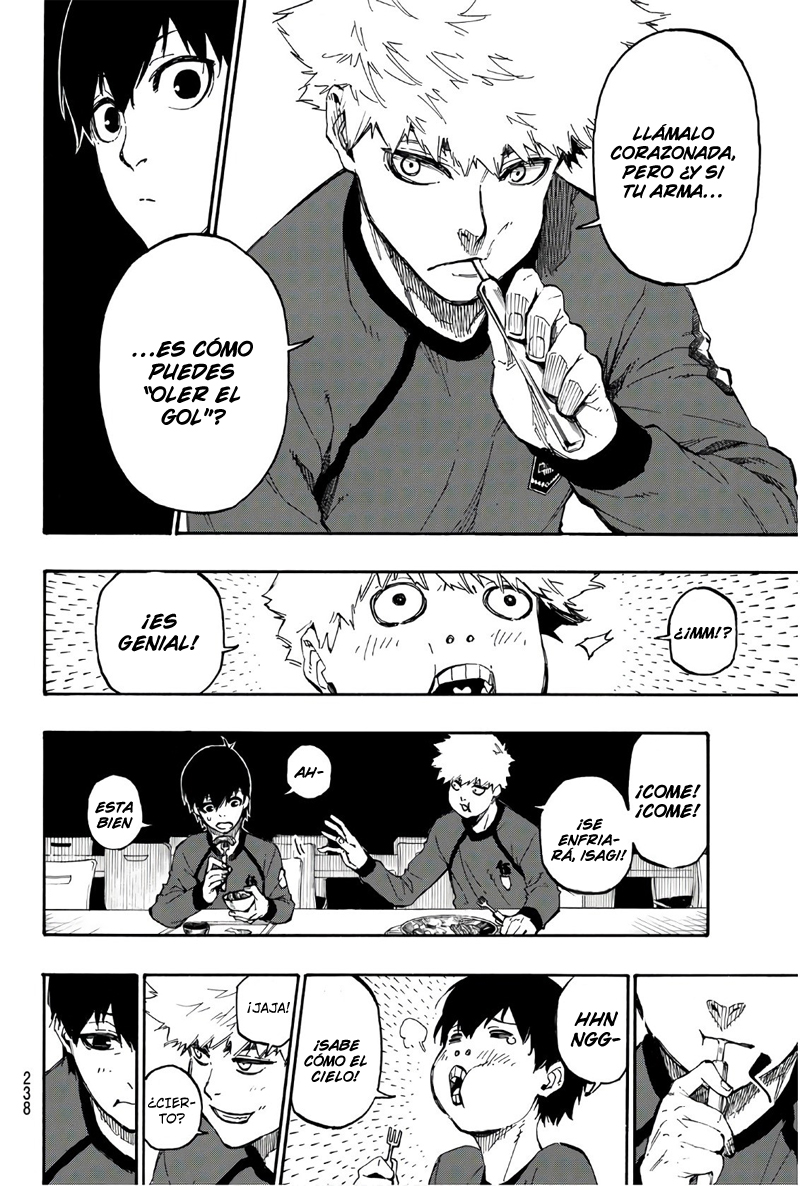 LLÁMALO
CORAZONADA,
PERO ¿Y SI
TU ARMA...
...ES CÓMO
PUEDES
"OLER EL
GOL"?
¿¡MM!?
¡ES
GENIAL!
¡COME!
¡COME!
¡SE
ENFRIA-
RÁ, ISAGI!
AH-
ESTA
BIEN
HHN
NGG-
¡SABE
CÓMO EL
CIELO!
¡JAJA!
¿CIER-
TO?
238